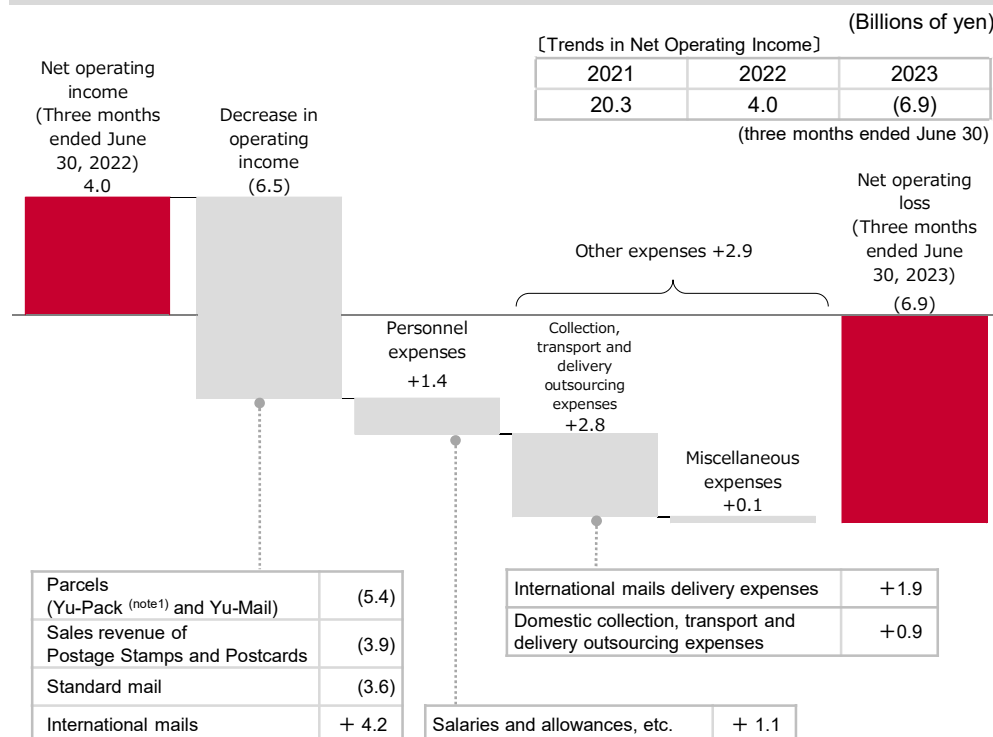 (Billions of yen)
〔Trends in Net Operating Income〕
2021 2022 2023
20.3 4.0 (6.9)
(three months ended June 30)
Net operating
income
(Three months
ended June
30, 2022)
4.0
Decrease in
operating
income
(6.5)
Net operating
loss
(Three months
ended June
30, 2023)
(6.9)
Other expenses +2.9
Personnel
expenses
+1.4
Collection,
transport and
delivery
outsourcing
expenses
+2.8
Miscellaneous
expenses
+0.1
Parcels
(Yu-Pack (note1) and Yu-Mail) (5.4)
Sales revenue of
Postage Stamps and Postcards (3.9)
Standard mail (3.6)
International mails ＋ 4.2
Salaries and allowances, etc. ＋ 1.1
International mails delivery expenses ＋1.9
Domestic collection, transport and
delivery outsourcing expenses ＋0.9